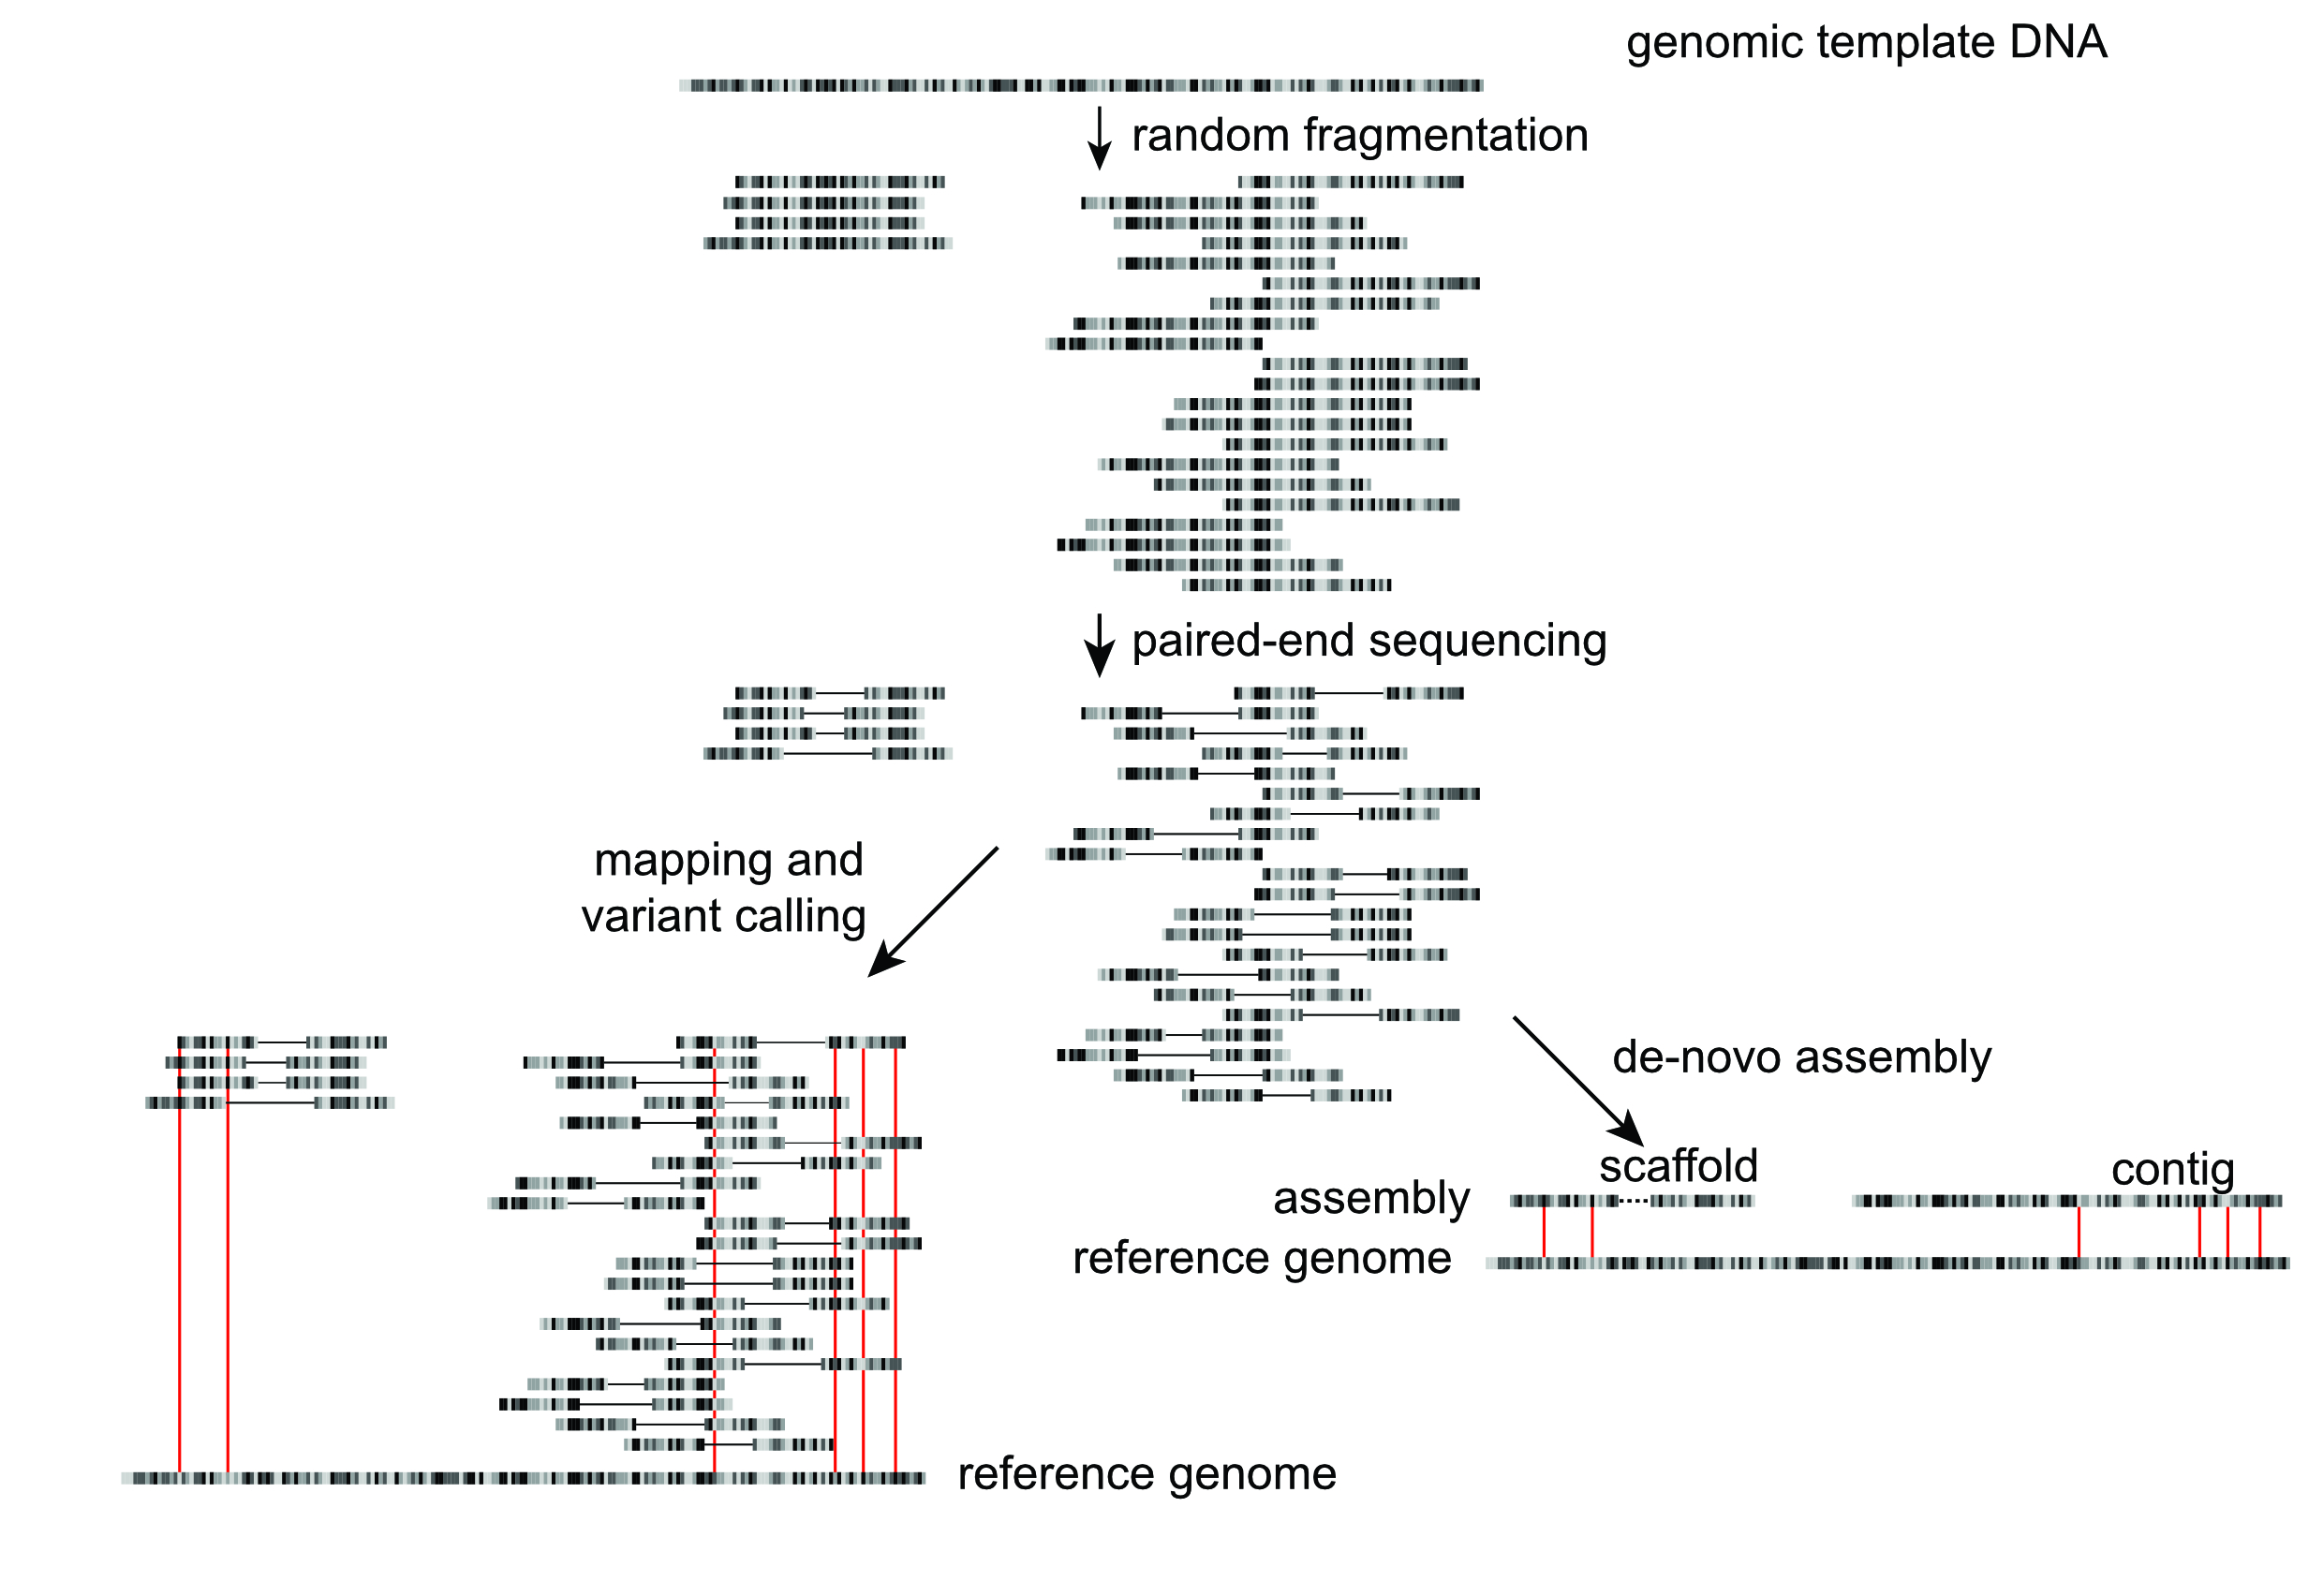 genomic template DNA
random fragmentation
paired-end sequencing
mapping and
variant calling
de-novo assembly
scaffold
contig
assembly
reference genome
reference genome